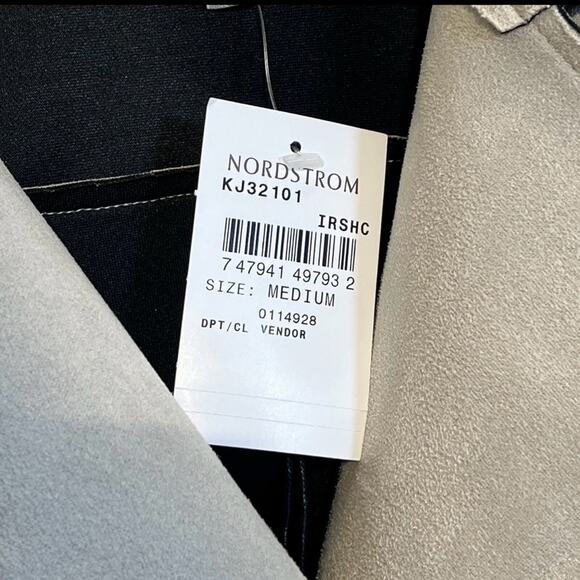 NORDSTROM
KJ32101
IRSHC
7 47941 49793 2
SIZE: MEDIUM
0114928
DPT/CL VENDOR